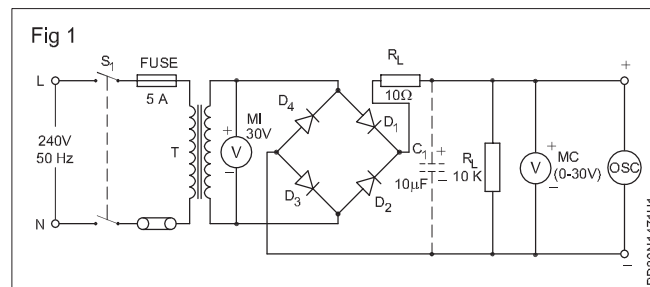 Fig 1
S1
FUSE
5 A
L
240V
50 Hz
N
T
MI
30V
+
V
–
D4
D1
D3
D2
RL
10Ω
C1
+
10µF
–
RL
10 K
+
V
–
MC
(0-30V)
+
OSC
–